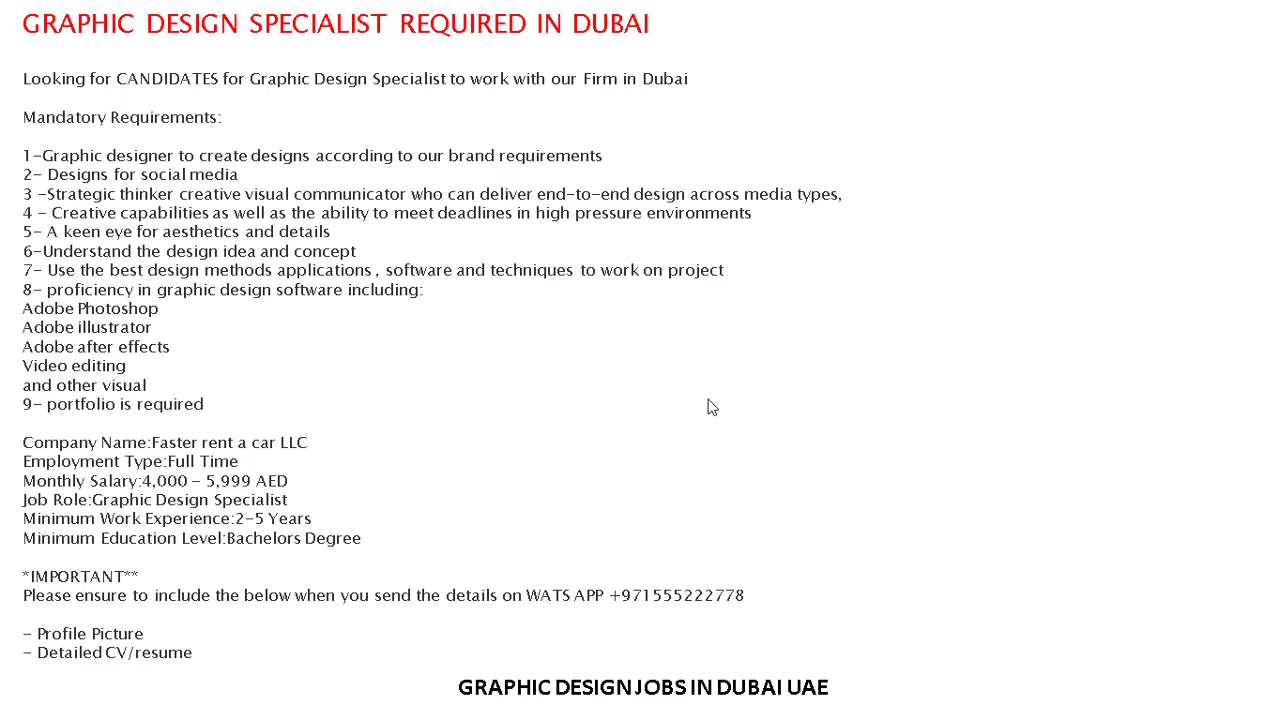 GRAPHIC DESIGN SPECIALIST REQUIRED IN DUBAI
Looking for CANDIDATES for Graphic Design Specialist to work with our Firm in Dubai
Mandatory Requirements:
1-Graphic designer to create designs according to our brand requirements
2- Designs for social media
3 -Strategic thinker creative visual communicator who can deliver end-to-end design across media types,
4 - Creative capabilities as well as the ability to meet deadlines in high pressure environments
5- A keen eye for aesthetics and details
6-Understand the design idea and concept
7- Use the best design methods applications , software and techniques to work on project
8- proficiency in graphic design software including:
Adobe Photoshop
Adobe illustrator
Adobe after effects
Video editing
and other visual
9- portfolio is required
Company Name:Faster rent a car LLC
Employment Type:Full Time
Monthly Salary:4,000 - 5,999 AED
Job Role:Graphic Design Specialist
Minimum Work Experience:2-5 Years
Minimum Education Level:Bachelors Degree
*IMPORTANT**
Please ensure to include the below when you send the details on WATS APP +971555222778
- Profile Picture
- Detailed CV/resume
GRAPHIC DESIGN JOBS IN DUBAI UAE